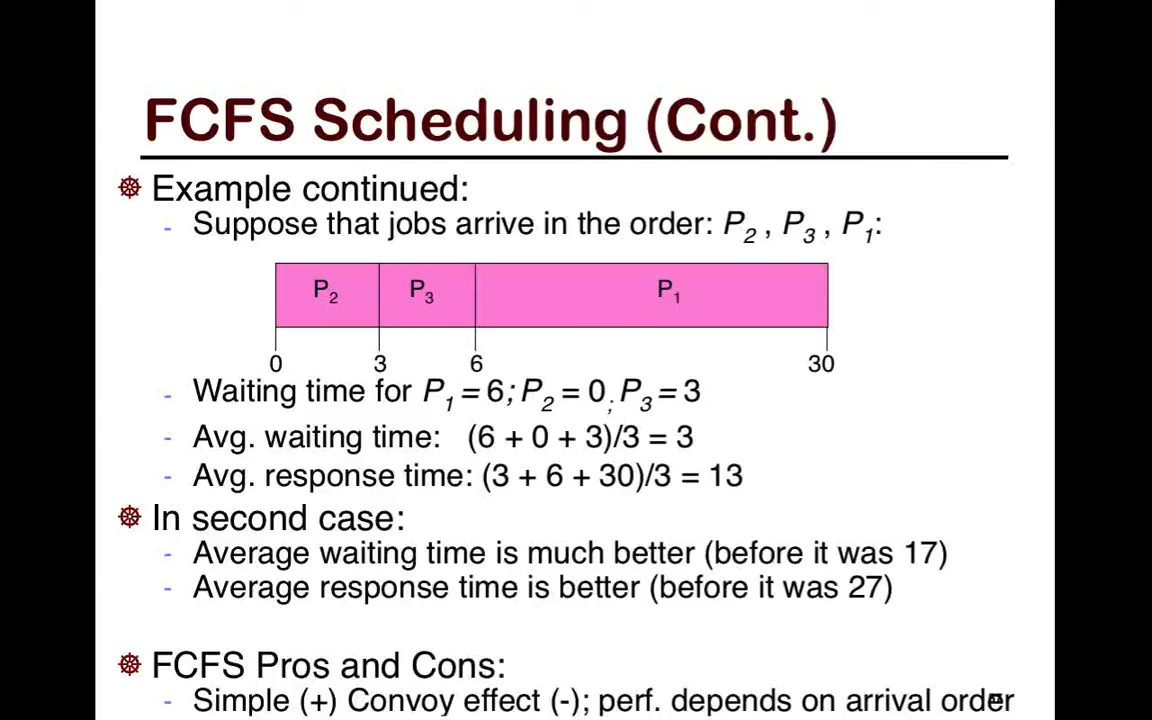 FCFS Scheduling (Cont.)
Example continued:
- Suppose that jobs arrive in the order: P2 , P3 , P1:
P2 P3 P1
0 3 6 30
- Waiting time for P1 = 6; P2 = 0; P3 = 3
- Avg. waiting time: (6 + 0 + 3)/3 = 3
- Avg. response time: (3 + 6 + 30)/3 = 13
In second case:
- Average waiting time is much better (before it was 17)
- Average response time is better (before it was 27)
FCFS Pros and Cons:
- Simple (+) Convoy effect (-); perf. depends on arrival order